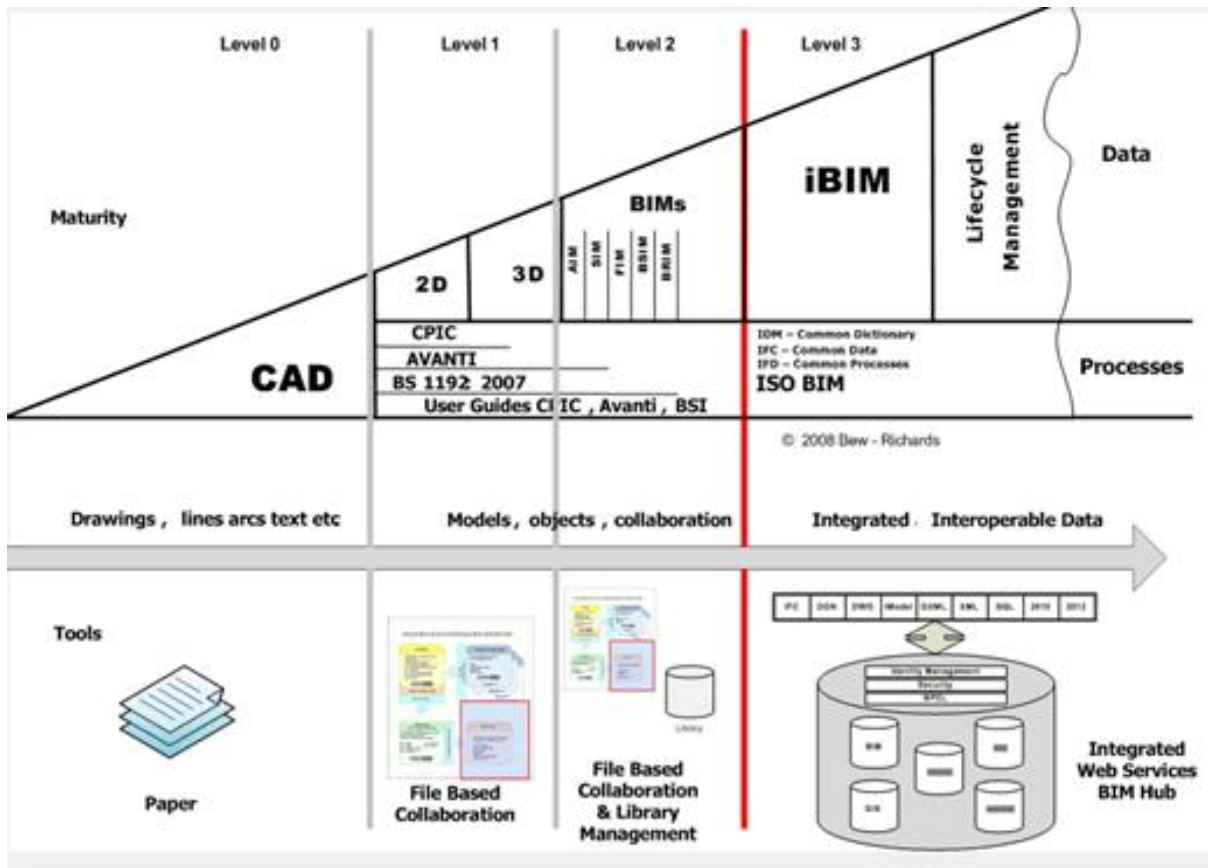 Level 0
Level 1
Level 2
Level 3
Maturity
CAD
2D
3D
BIMs
AIM
SIM
FIM
BSIM
BRIM
iBIM
Lifecycle
Management
Data
Processes
CPIC
AVANTI
BS 1192 2007
User Guides CPIC , Avanti , BSI
IDM – Common Dictionary
IFC – Common Data
IFD – Common Processes
ISO BIM
© 2008 Bew - Richards
Drawings , lines arcs text etc
Models , objects , collaboration
Integrated , Interoperable Data
Tools
Paper
File Based
Collaboration
Library
File Based
Collaboration
& Library
Management
IFC DGN DWG iModel GXML XML SQL 2010 2012
Identity Management
Security
BIM
GIS
Integrated
Web Services
BIM Hub